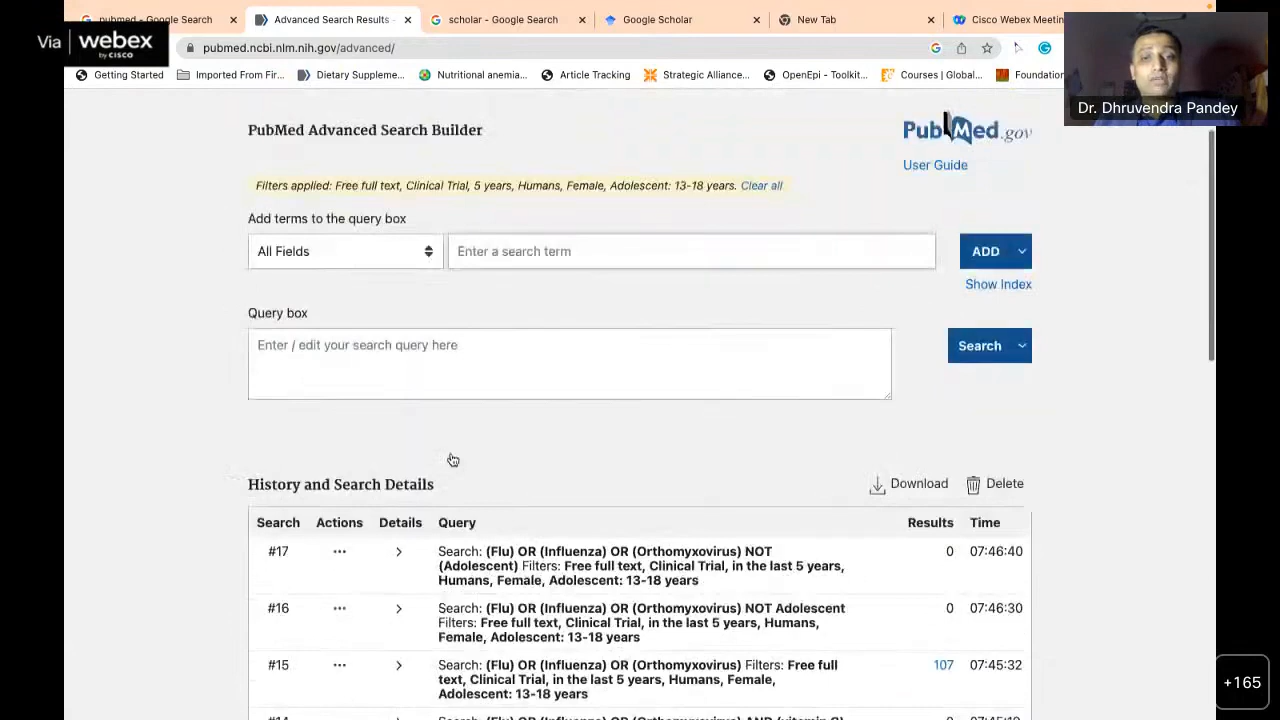 pubmed - Google Search
Advanced Search Results -
scholar - Google Search
Google Scholar
New Tab
Cisco Webex Meetin
Via webex
by CISCO
pubmed.ncbi.nlm.nih.gov/advanced/
Getting Started
Imported From Fir...
Dietary Suppleme...
Nutritional anemia...
Article Tracking
Strategic Alliance...
OpenEpi - Toolkit...
Courses | Global...
Foundation
Dr. Dhruvendra Pandey
PubMed Advanced Search Builder
PubMed.gov
User Guide
Filters applied: Free full text, Clinical Trial, 5 years, Humans, Female, Adolescent: 13-18 years. Clear all
Add terms to the query box
All Fields
Enter a search term
ADD
Show Index
Query box
Enter / edit your search query here
Search
History and Search Details
Download
Delete
Search Actions Details Query Results Time
#17 ··· Search: (Flu) OR (Influenza) OR (Orthomyxovirus) NOT 0 07:46:40
(Adolescent) Filters: Free full text, Clinical Trial, in the last 5 years,
Humans, Female, Adolescent: 13-18 years
#16 ··· Search: (Flu) OR (Influenza) OR (Orthomyxovirus) NOT Adolescent 0 07:46:30
Filters: Free full text, Clinical Trial, in the last 5 years, Humans,
Female, Adolescent: 13-18 years
#15 ··· Search: (Flu) OR (Influenza) OR (Orthomyxovirus) Filters: Free full 107 07:45:32
text, Clinical Trial, in the last 5 years, Humans, Female,
Adolescent: 13-18 years
+165